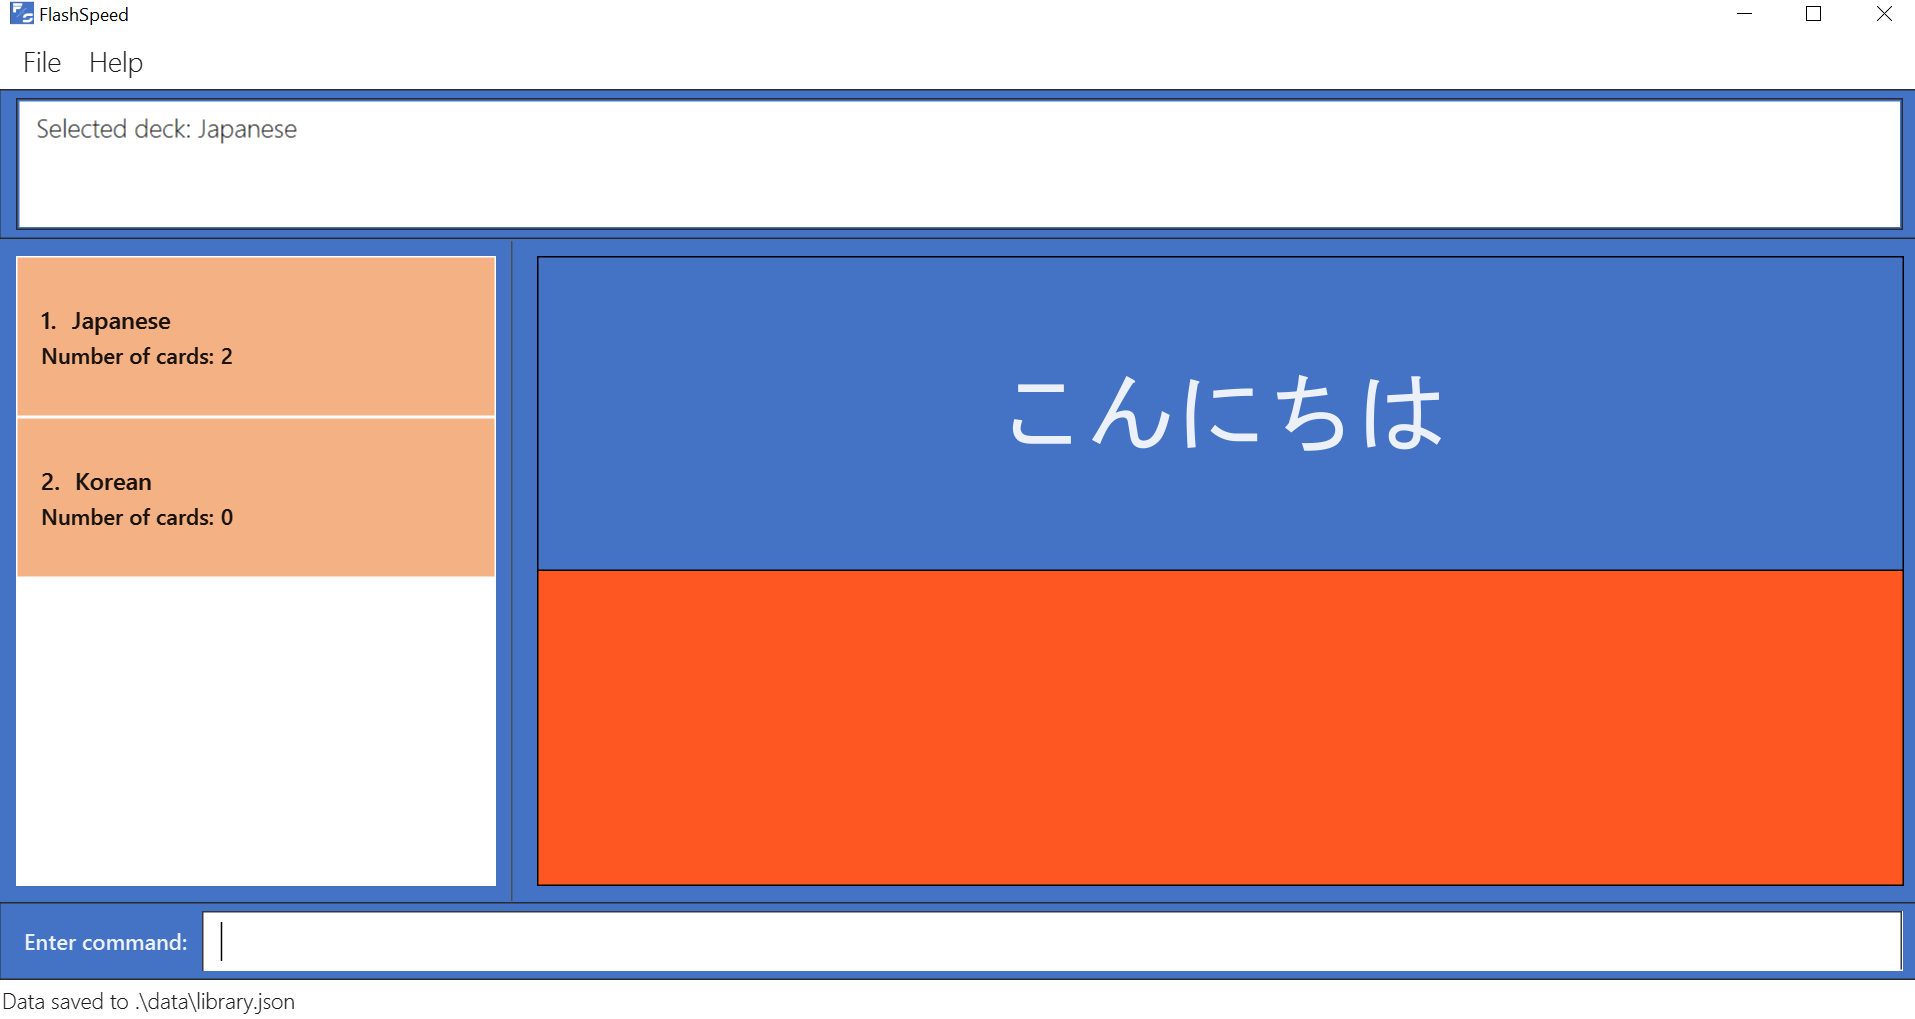 FlashSpeed
File Help
Selected deck: Japanese
1. Japanese
Number of cards: 2
2. Korean
Number of cards: 0
こんにちは
Enter command:
Data saved to .\data\library.json